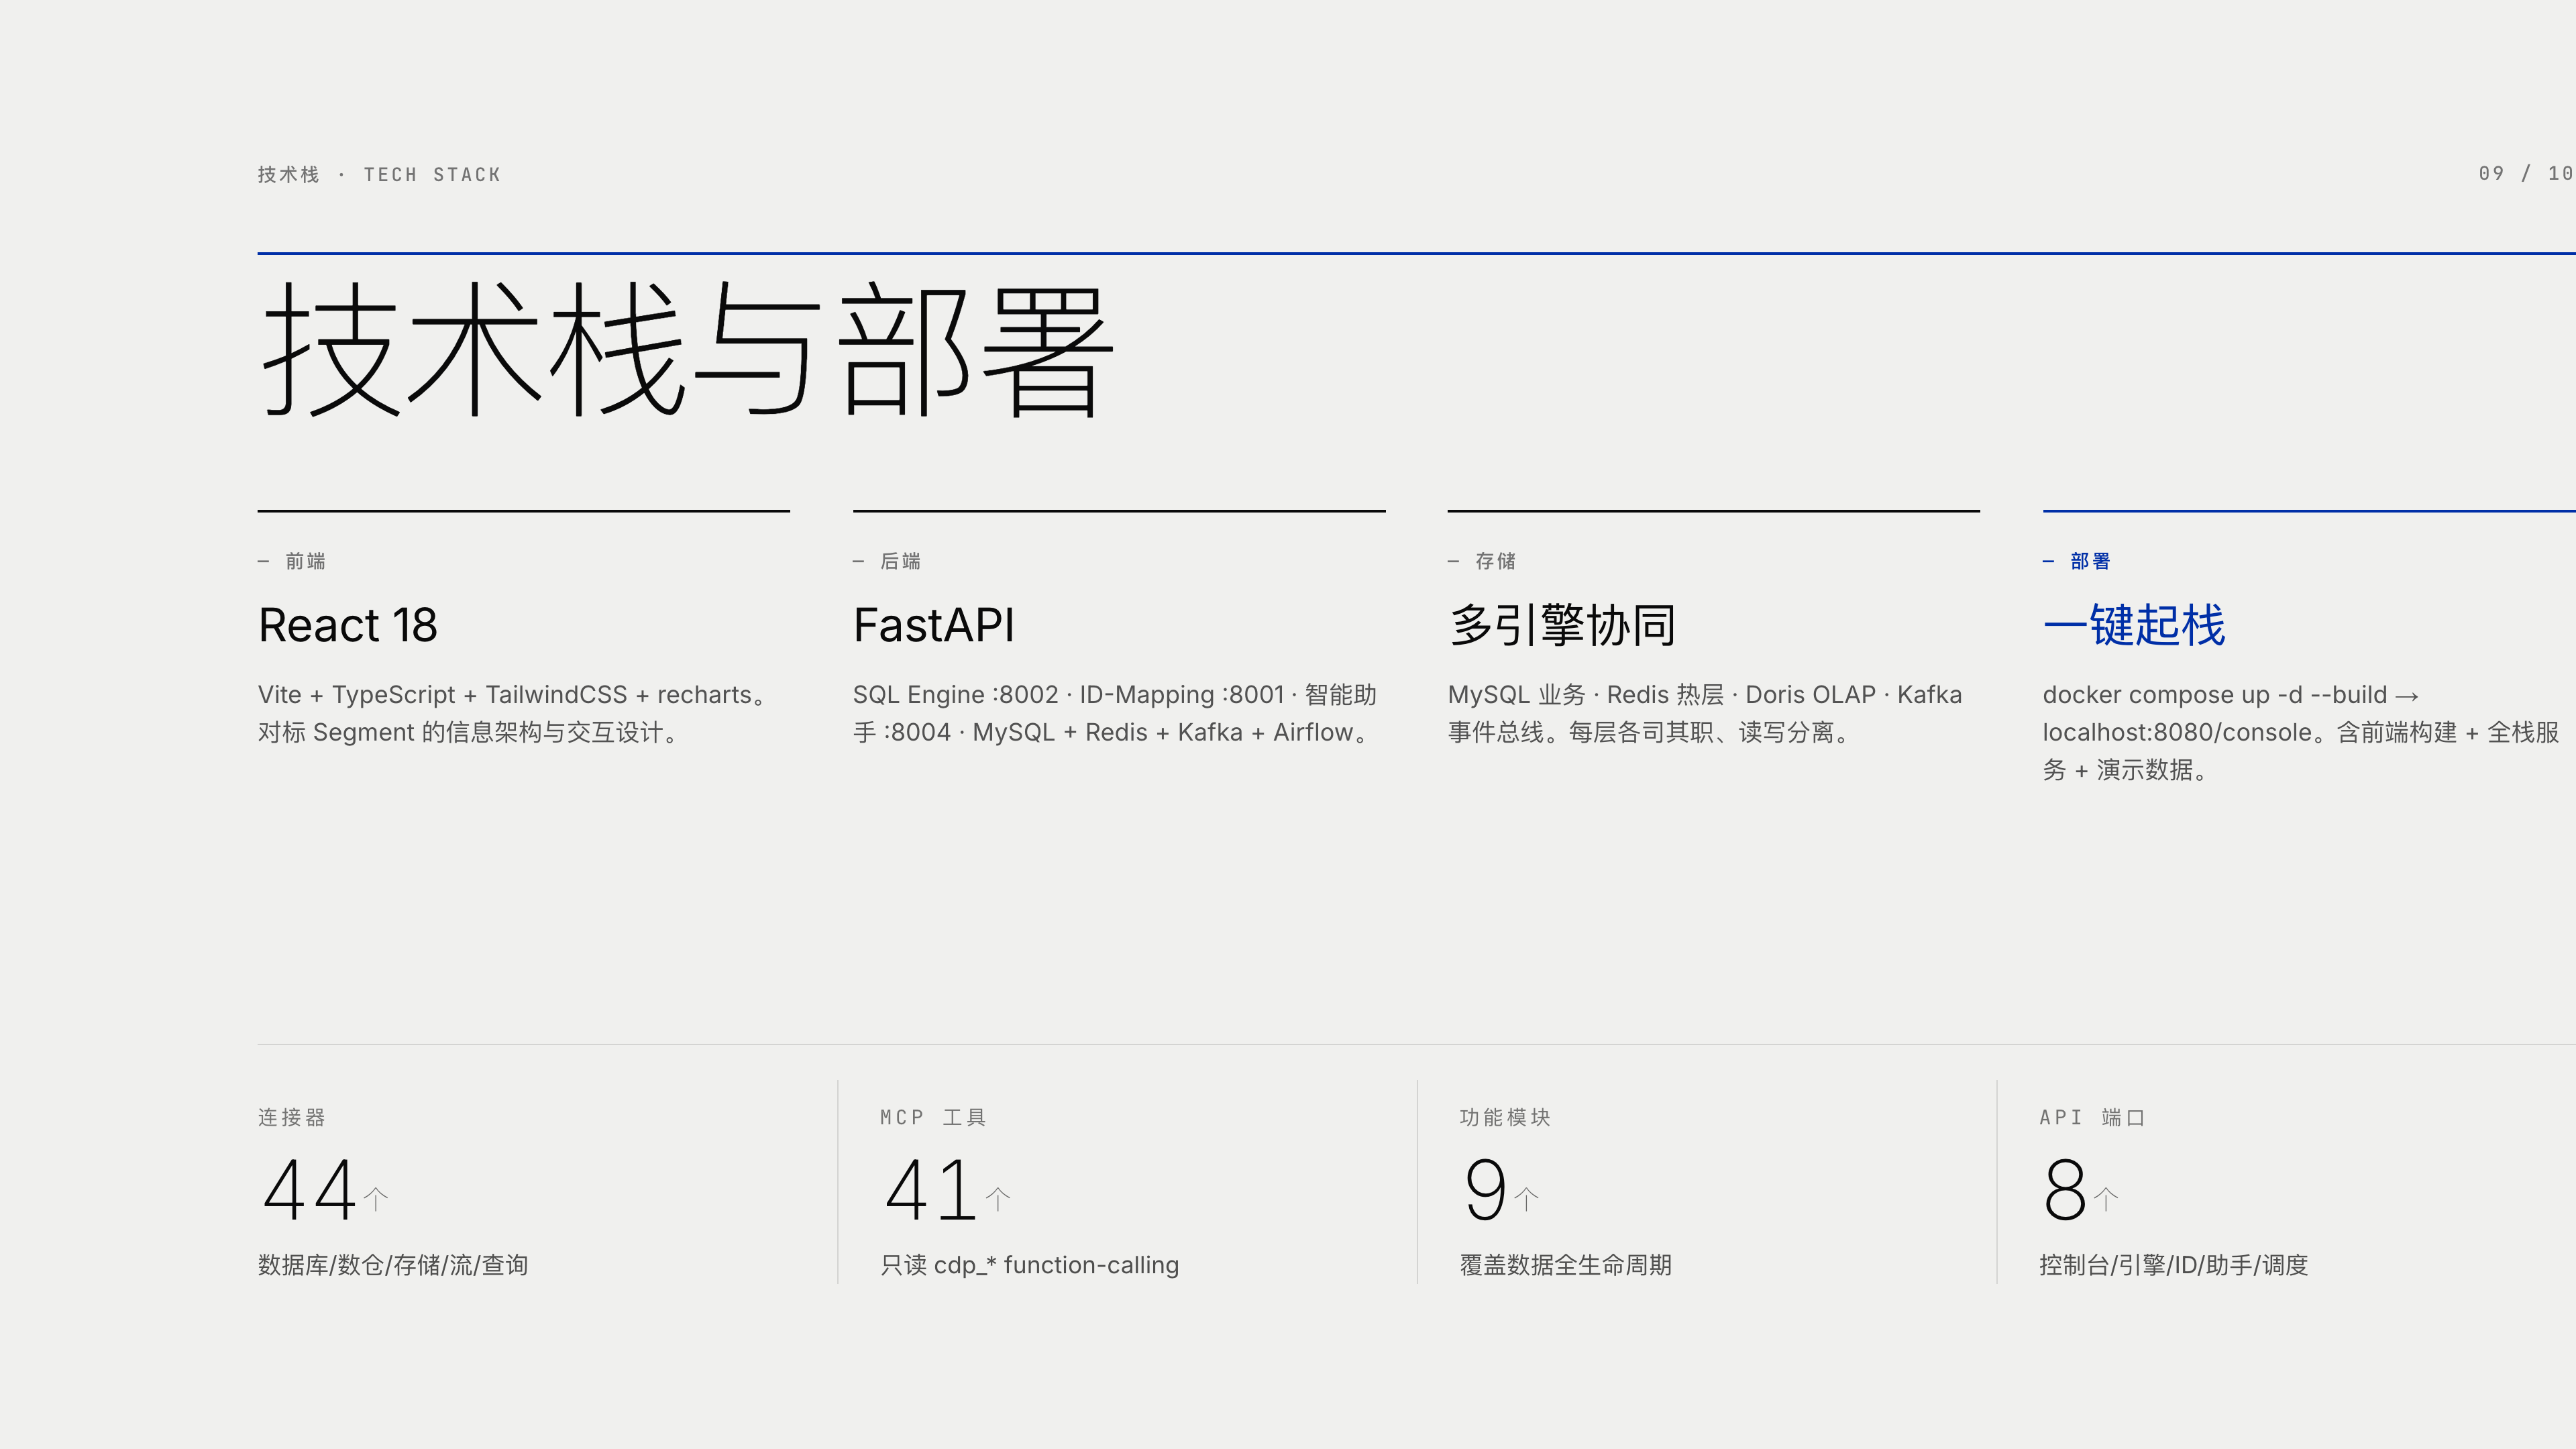 技术栈 · TECH STACK
09 / 10
技术栈与部署
— 前端
React 18
Vite + TypeScript + TailwindCSS + recharts。
对标 Segment 的信息架构与交互设计。
— 后端
FastAPI
SQL Engine :8002 · ID-Mapping :8001 · 智能助
手 :8004 · MySQL + Redis + Kafka + Airflow。
— 存储
多引擎协同
MySQL 业务 · Redis 热层 · Doris OLAP · Kafka
事件总线。每层各司其职、读写分离。
— 部署
一键起栈
docker compose up -d --build →
localhost:8080/console。含前端构建 + 全栈服
务 + 演示数据。
连接器
44个
数据库/数仓/存储/流/查询
MCP 工具
41个
只读 cdp_* function-calling
功能模块
9个
覆盖数据全生命周期
API 端口
8个
控制台/引擎/ID/助手/调度